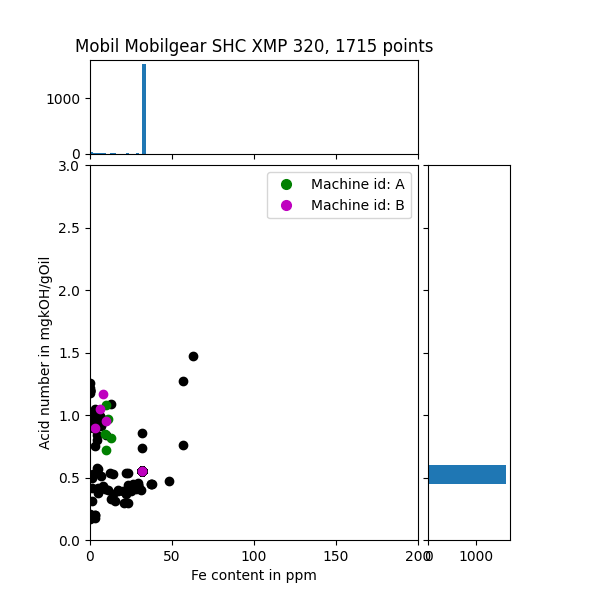 Mobil Mobilgear SHC XMP 320, 1715 points
1000
0
3.0
2.5
2.0
1.5
1.0
0.5
0.0
Acid number in mgkOH/gOil
Machine id: A
Machine id: B
0 50 100 150 200
0 1000
Fe content in ppm